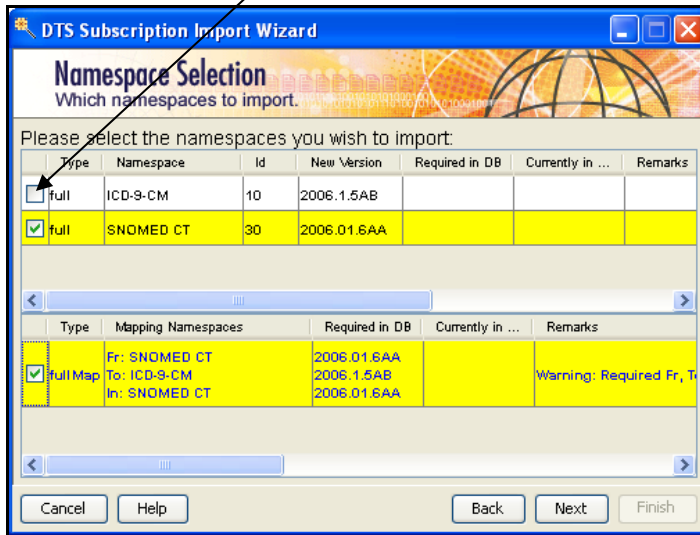 DTS Subscription Import Wizard
Namespace Selection
Which namespaces to import.
Please select the namespaces you wish to import:
Type Namespace Id New Version Required in DB Currently in ... Remarks
full ICD-9-CM 10 2006.1.5AB
full SNOMED CT 30 2006.01.6AA
Type Mapping Namespaces Required in DB Currently in ... Remarks
Fr: SNOMED CT 2006.01.6AA
full Map To: ICD-9-CM 2006.1.5AB Warning: Required Fr, T
In: SNOMED CT 2006.01.6AA
Cancel Help Back Next Finish